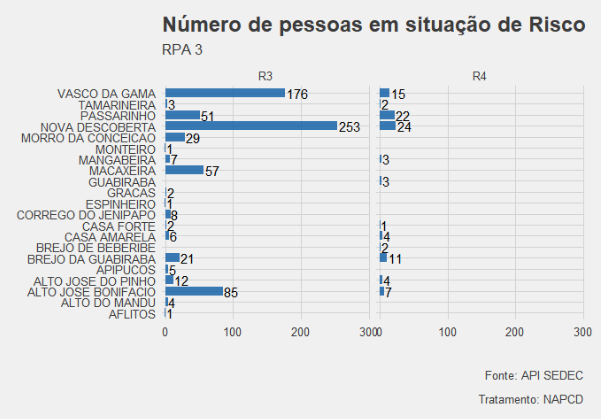 Número de pessoas em situação de Risco
RPA 3
R3 R4
VASCO DA GAMA 176 15
TAMARINEIRA 3 2
PASSARINHO 51 22
NOVA DESCOBERTA 253 24
MORRO DA CONCEICAO 29
MONTEIRO 1
MANGABEIRA 7 3
MACAXEIRA 57
GUABIRABA 3
GRACAS 2
ESPINHEIRO 1
CORREGO DO JENIPAPO 8
CASA FORTE 2 1
CASA AMARELA 6 4
BREJO DE BEBERIBE 2
BREJO DA GUABIRABA 21 11
APIPUCOS 5
ALTO JOSE DO PINHO 12 4
ALTO JOSE BONIFACIO 85 7
ALTO DO MANDU 4
AFLITOS 1
0 100 200 300 0 100 200 300
Fonte: API SEDEC
Tratamento: NAPCD